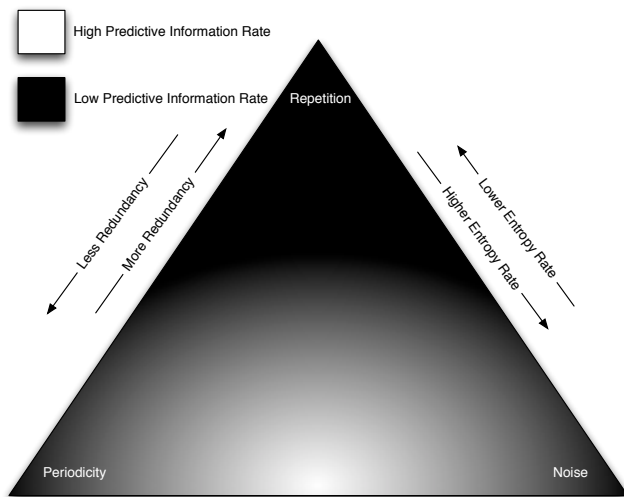 High Predictive Information Rate
Low Predictive Information Rate
Repetition
Less Redundancy
More Redundancy
Higher Entropy Rate
Lower Entropy Rate
Periodicity
Noise